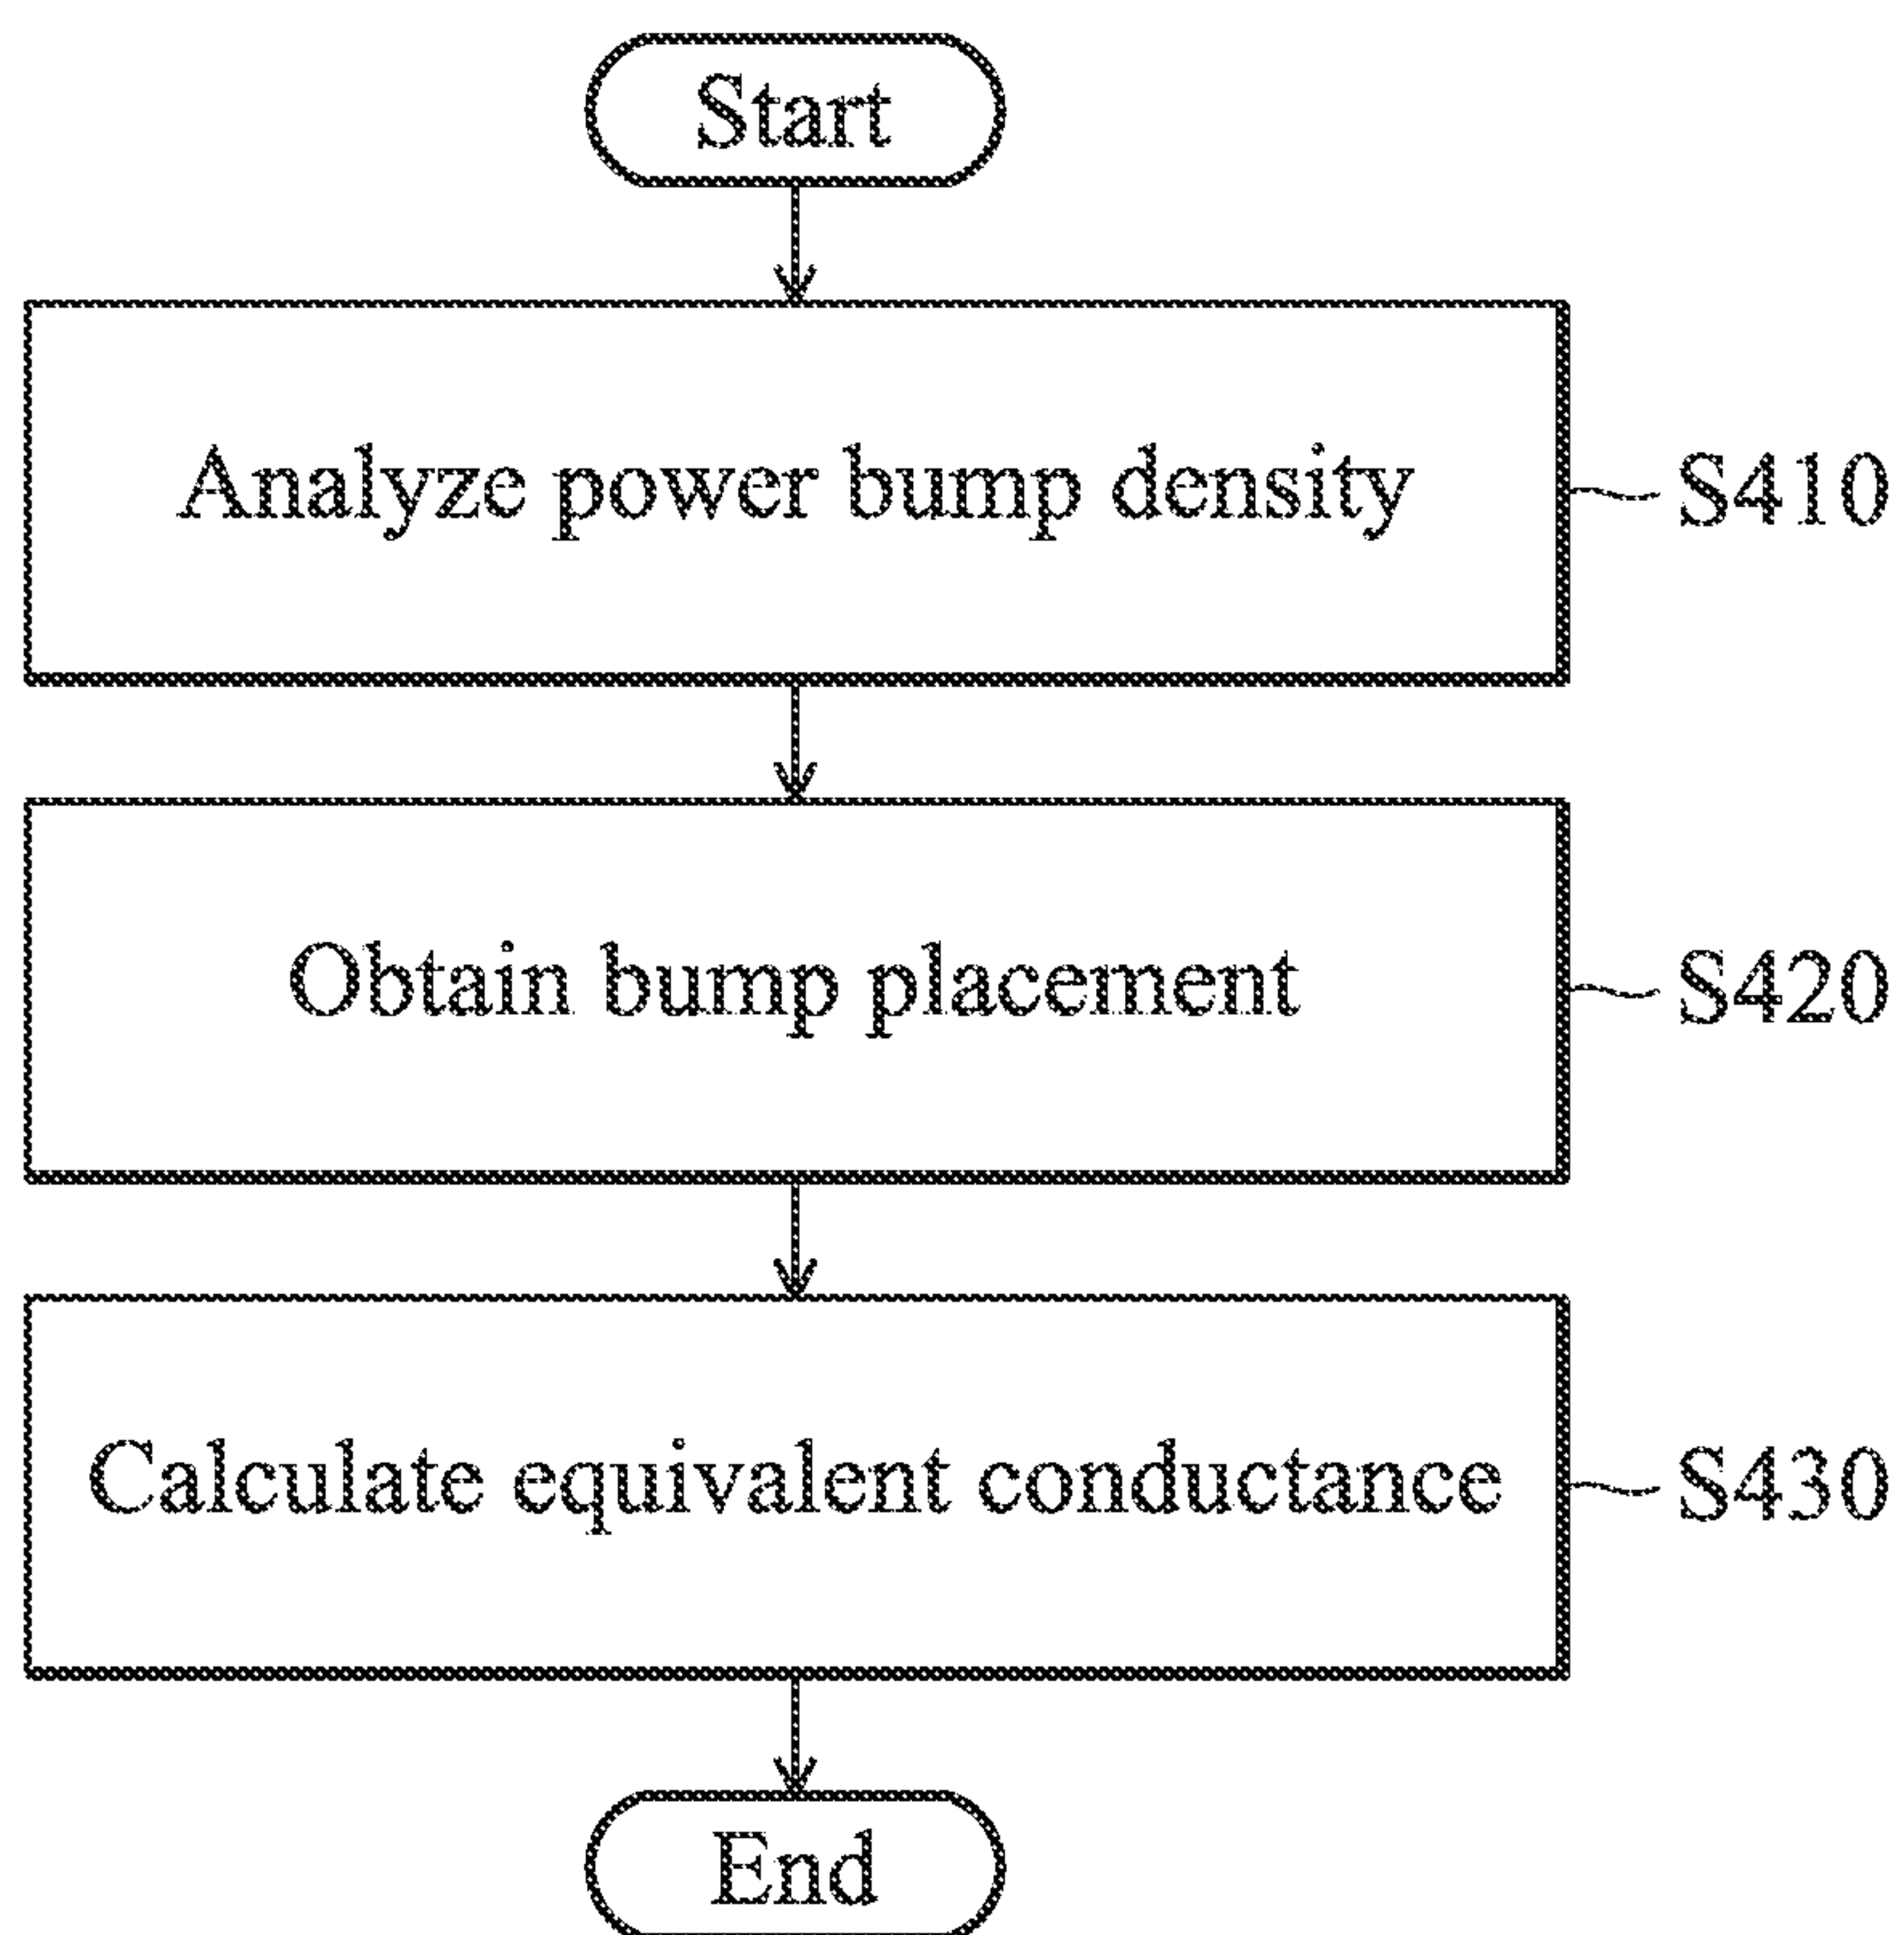 Start
Analyze power bump density
S410
Obtain bump placement
S420
Calculate equivalent conductance
S430
End